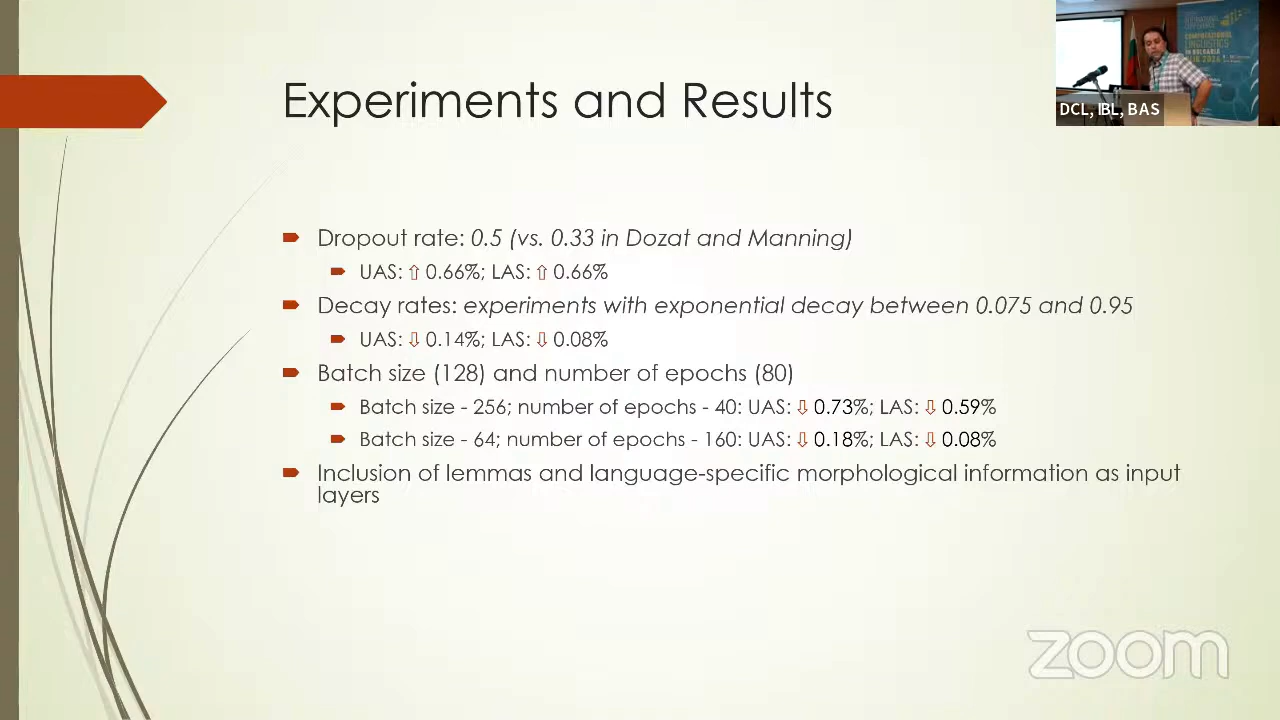 Experiments and Results
DCL, IBL, BAS
Dropout rate: 0.5 (vs. 0.33 in Dozat and Manning)
UAS: ⇧ 0.66%; LAS: ⇧ 0.66%
Decay rates: experiments with exponential decay between 0.075 and 0.95
UAS: ⇩ 0.14%; LAS: ⇩ 0.08%
Batch size (128) and number of epochs (80)
Batch size - 256; number of epochs - 40: UAS: ⇩ 0.73%; LAS: ⇩ 0.59%
Batch size - 64; number of epochs - 160: UAS: ⇩ 0.18%; LAS: ⇩ 0.08%
Inclusion of lemmas and language-specific morphological information as input
layers
zoom